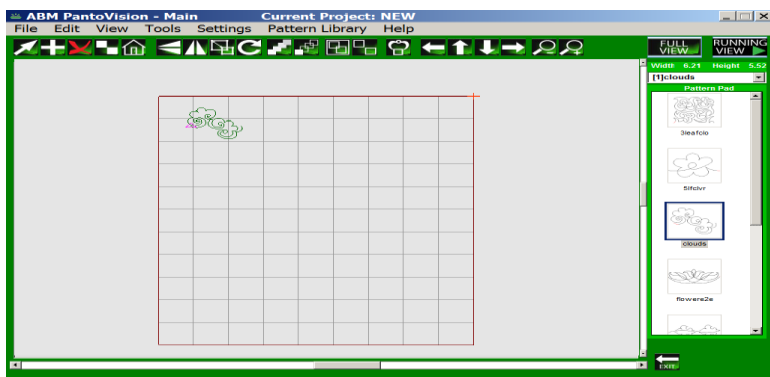 ABM PantoVision - Main Current Project: NEW
File Edit View Tools Settings Pattern Library Help
FULL VIEW
RUNNING VIEW
Width 6.21 Height 5.52
[1]clouds
Pattern Pad
3leafclo
5lfclvr
clouds
flowere2e
EXIT